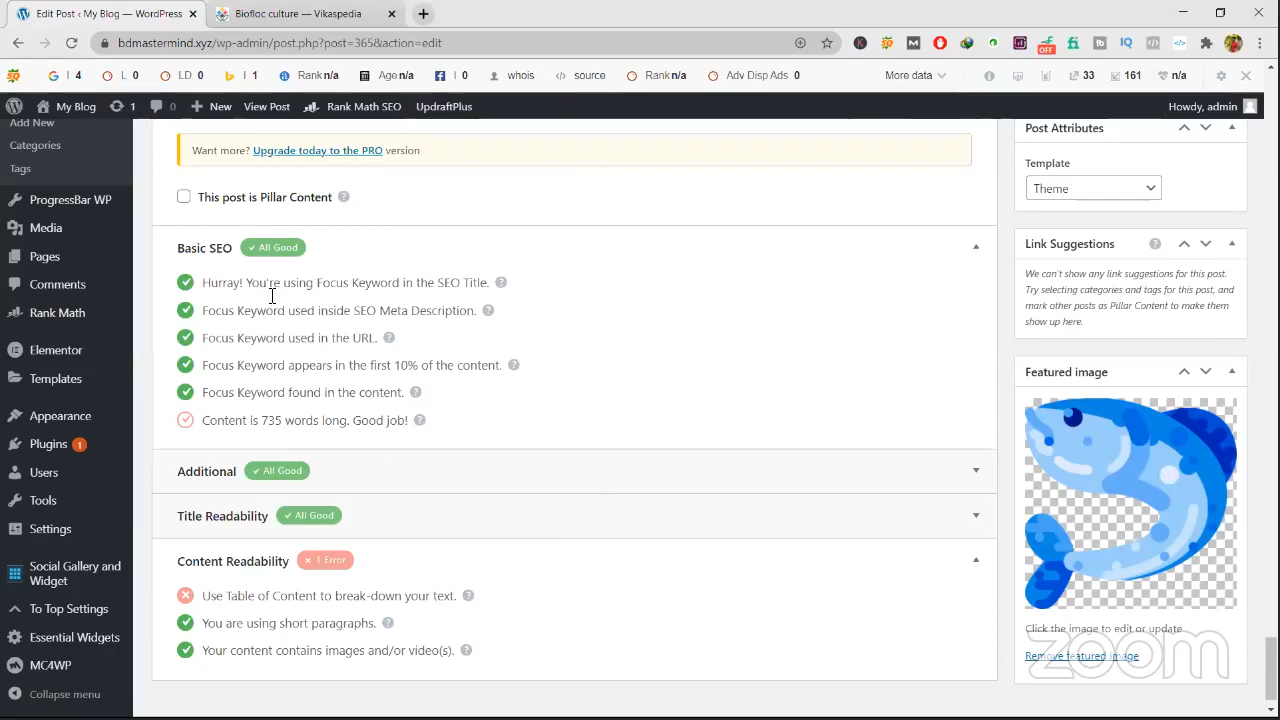 Edit Post ‹ My Blog — WordPress
Biofloc culture — Vikaspedia
bdmastermind.xyz/wp-admin/post.php?post=365&action=edit
OFF
I 4
L 0
LD 0
I 1
Rank n/a
Age n/a
I 0
whois
source
Rank n/a
Adv Disp Ads 0
More data
33
161
n/a
My Blog
1
0
New
View Post
Rank Math SEO
UpdraftPlus
Howdy, admin
Add New
Categories
Tags
ProgressBar WP
Media
Pages
Comments
Rank Math
Elementor
Templates
Appearance
Plugins 1
Users
Tools
Settings
Social Gallery and
Widget
To Top Settings
Essential Widgets
MC4WP
Collapse menu
Want more? Upgrade today to the PRO version
This post is Pillar Content
Basic SEO
All Good
Hurray! You're using Focus Keyword in the SEO Title.
Focus Keyword used inside SEO Meta Description.
Focus Keyword used in the URL.
Focus Keyword appears in the first 10% of the content.
Focus Keyword found in the content.
Content is 735 words long. Good job!
Additional
All Good
Title Readability
All Good
Content Readability
1 Error
Use Table of Content to break-down your text.
You are using short paragraphs.
Your content contains images and/or video(s).
Post Attributes
Template
Theme
Link Suggestions
We can't show any link suggestions for this post.
Try selecting categories and tags for this post, and
mark other posts as Pillar Content to make them
show up here.
Featured image
Click the image to edit or update
Remove featured image
zoom